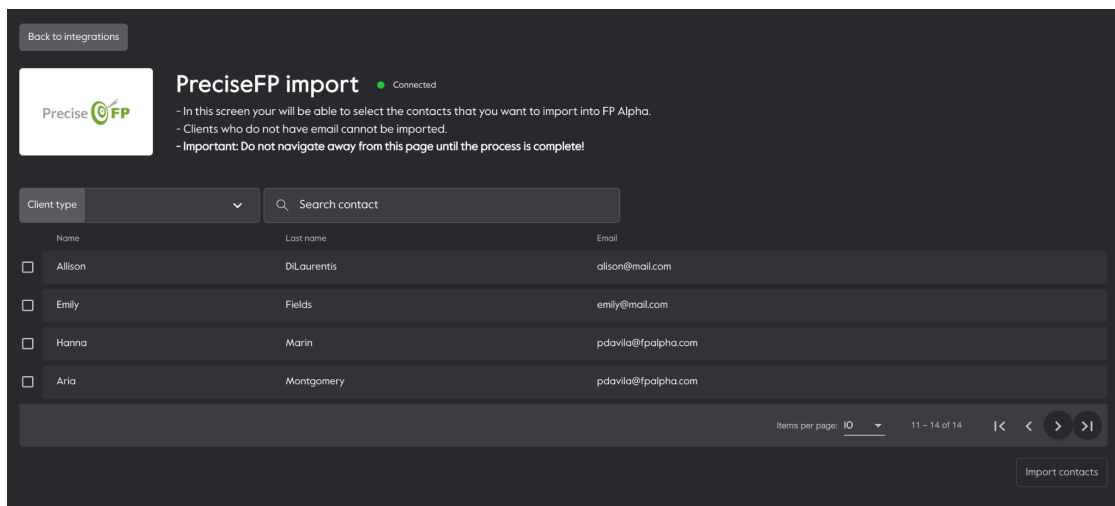 Back to integrations
Precise FP
PreciseFP import
Connected
- In this screen your will be able to select the contacts that you want to import into FP Alpha.
- Clients who do not have email cannot be imported.
- Important: Do not navigate away from this page until the process is complete!
Client type
Search contact
Name Last name Email
Allison DiLaurentis alison@mail.com
Emily Fields emily@mail.com
Hanna Marin pdavila@fpalpha.com
Aria Montgomery pdavila@fpalpha.com
Items per page: 10 11 – 14 of 14
Import contacts